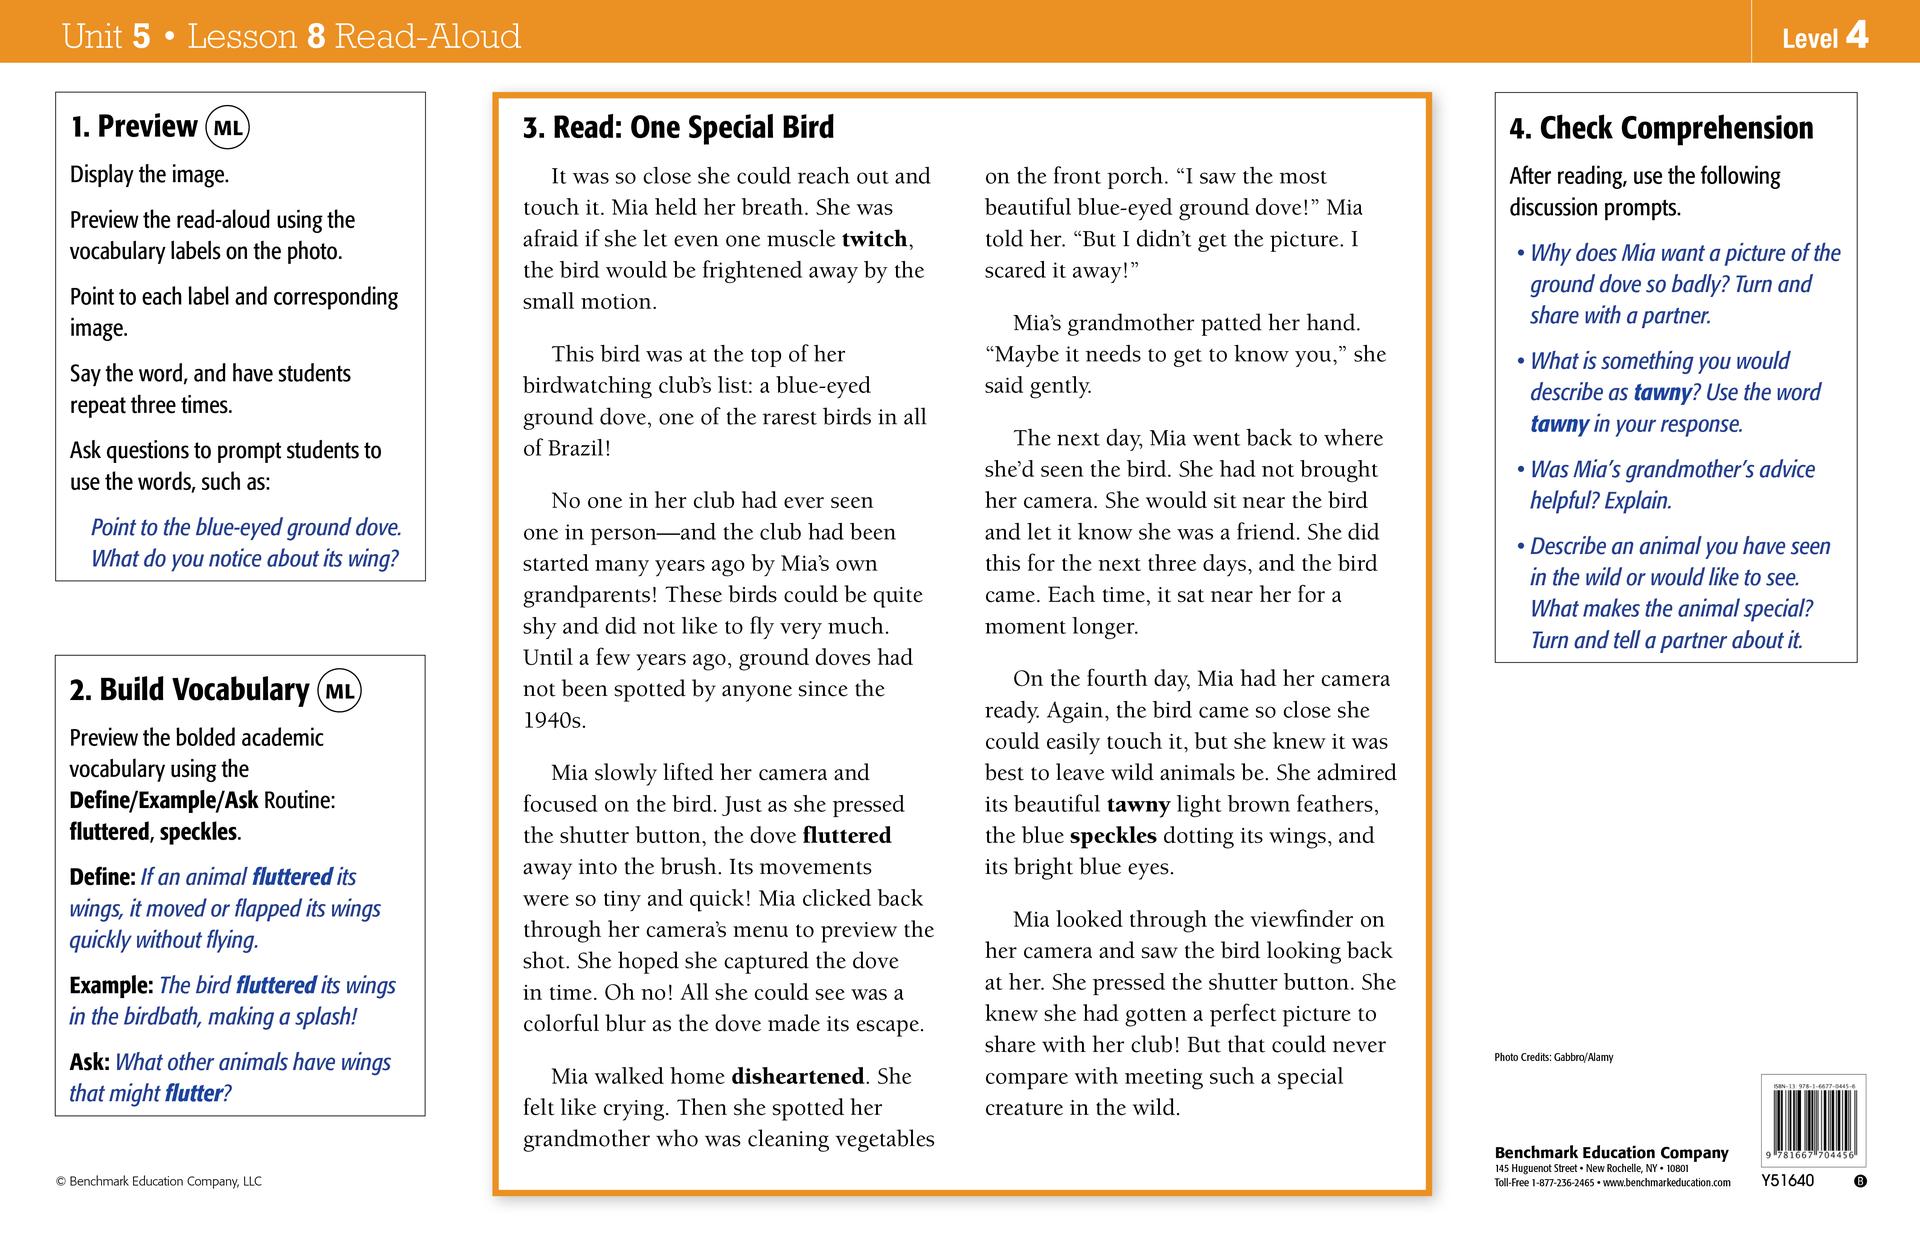 Unit 5 • Lesson 8 Read-Aloud
Level 4
1. Preview ML
Display the image.
Preview the read-aloud using the
vocabulary labels on the photo.
Point to each label and corresponding
image.
Say the word, and have students
repeat three times.
Ask questions to prompt students to
use the words, such as:
Point to the blue-eyed ground dove.
What do you notice about its wing?
2. Build Vocabulary ML
Preview the bolded academic
vocabulary using the
Define/Example/Ask Routine:
fluttered, speckles.
Define: If an animal fluttered its
wings, it moved or flapped its wings
quickly without flying.
Example: The bird fluttered its wings
in the birdbath, making a splash!
Ask: What other animals have wings
that might flutter?
© Benchmark Education Company, LLC
3. Read: One Special Bird
It was so close she could reach out and
touch it. Mia held her breath. She was
afraid if she let even one muscle twitch,
the bird would be frightened away by the
small motion.
This bird was at the top of her
birdwatching club’s list: a blue-eyed
ground dove, one of the rarest birds in all
of Brazil!
No one in her club had ever seen
one in person—and the club had been
started many years ago by Mia’s own
grandparents! These birds could be quite
shy and did not like to fly very much.
Until a few years ago, ground doves had
not been spotted by anyone since the
1940s.
Mia slowly lifted her camera and
focused on the bird. Just as she pressed
the shutter button, the dove fluttered
away into the brush. Its movements
were so tiny and quick! Mia clicked back
through her camera’s menu to preview the
shot. She hoped she captured the dove
in time. Oh no! All she could see was a
colorful blur as the dove made its escape.
Mia walked home disheartened. She
felt like crying. Then she spotted her
grandmother who was cleaning vegetables
on the front porch. “I saw the most
beautiful blue-eyed ground dove!” Mia
told her. “But I didn’t get the picture. I
scared it away!”
Mia’s grandmother patted her hand.
“Maybe it needs to get to know you,” she
said gently.
The next day, Mia went back to where
she’d seen the bird. She had not brought
her camera. She would sit near the bird
and let it know she was a friend. She did
this for the next three days, and the bird
came. Each time, it sat near her for a
moment longer.
On the fourth day, Mia had her camera
ready. Again, the bird came so close she
could easily touch it, but she knew it was
best to leave wild animals be. She admired
its beautiful tawny light brown feathers,
the blue speckles dotting its wings, and
its bright blue eyes.
Mia looked through the viewfinder on
her camera and saw the bird looking back
at her. She pressed the shutter button. She
knew she had gotten a perfect picture to
share with her club! But that could never
compare with meeting such a special
creature in the wild.
4. Check Comprehension
After reading, use the following
discussion prompts.
• Why does Mia want a picture of the
ground dove so badly? Turn and
share with a partner.
• What is something you would
describe as tawny? Use the word
tawny in your response.
• Was Mia’s grandmother’s advice
helpful? Explain.
• Describe an animal you have seen
in the wild or would like to see.
What makes the animal special?
Turn and tell a partner about it.
Photo Credits: Gabbro/Alamy
Benchmark Education Company
145 Huguenot Street • New Rochelle, NY • 10801
Toll-Free 1-877-236-2465 • www.benchmarkeducation.com
ISBN-13 978-1-6677-0445-6
9 781667 704456
Y51640 B